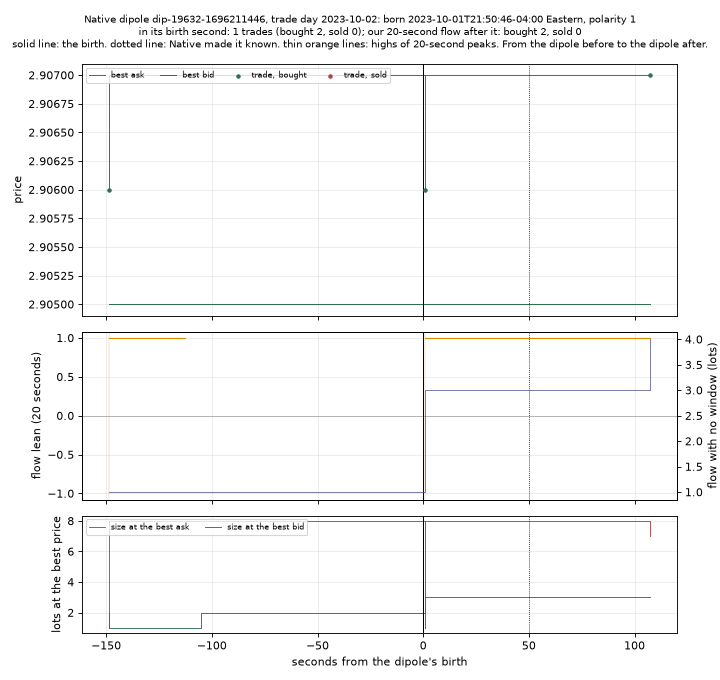 Native dipole dip-19632-1696211446, trade day 2023-10-02: born 2023-10-01T21:50:46-04:00 Eastern, polarity 1
in its birth second: 1 trades (bought 2, sold 0); our 20-second flow after it: bought 2, sold 0
solid line: the birth. dotted line: Native made it known. thin orange lines: highs of 20-second peaks. From the dipole before to the dipole after.
best ask best bid trade, bought trade, sold
2.90700
2.90675
2.90650
2.90625
2.90600
2.90575
2.90550
2.90525
2.90500
price
1.0
0.5
0.0
−0.5
−1.0
flow lean (20 seconds)
4.0
3.5
3.0
2.5
2.0
1.5
1.0
flow with no window (lots)
size at the best ask size at the best bid
8
6
4
2
lots at the best price
−150 −100 −50 0 50 100
seconds from the dipole's birth